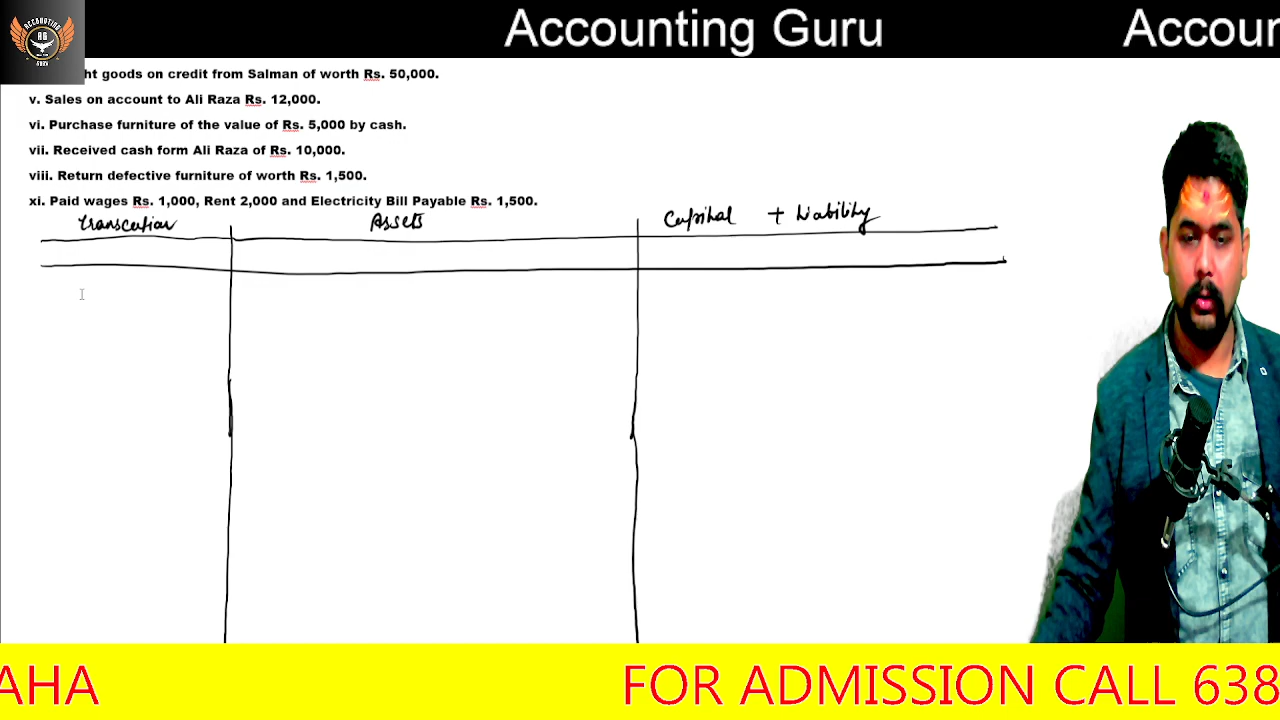 Accounting Guru Accour
ACCOUNTING
AG
GURU
ht goods on credit from Salman of worth Rs. 50,000.
v. Sales on account to Ali Raza Rs. 12,000.
vi. Purchase furniture of the value of Rs. 5,000 by cash.
vii. Received cash form Ali Raza of Rs. 10,000.
viii. Return defective furniture of worth Rs. 1,500.
xi. Paid wages Rs. 1,000, Rent 2,000 and Electricity Bill Payable Rs. 1,500.
Assets + Liability
AHA FOR ADMISSION CALL 638